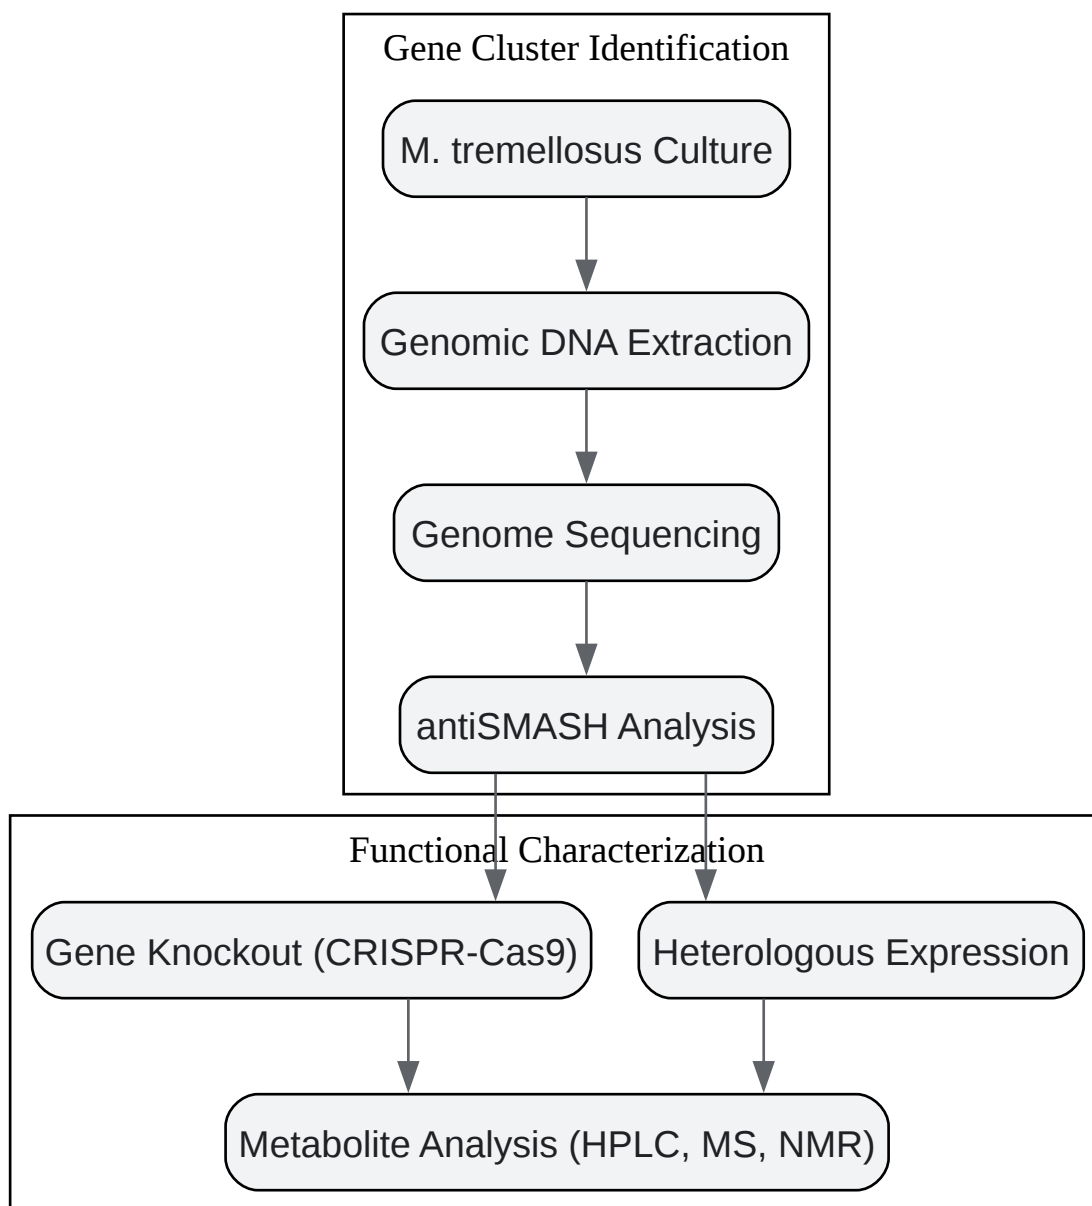 Gene Cluster Identification
M. tremellosus Culture
Genomic DNA Extraction
Genome Sequencing
antiSMASH Analysis
Functional Characterization
Gene Knockout (CRISPR-Cas9)
Heterologous Expression
Metabolite Analysis (HPLC, MS, NMR)